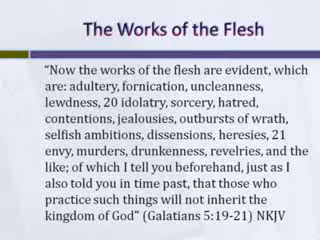 The Works of the Flesh
“Now the works of the flesh are evident, which
are: adultery, fornication, uncleanness,
lewdness, 20 idolatry, sorcery, hatred,
contentions, jealousies, outbursts of wrath,
selfish ambitions, dissensions, heresies, 21
envy, murders, drunkenness, revelries, and the
like; of which I tell you beforehand, just as I
also told you in time past, that those who
practice such things will not inherit the
kingdom of God” (Galatians 5:19-21) NKJV